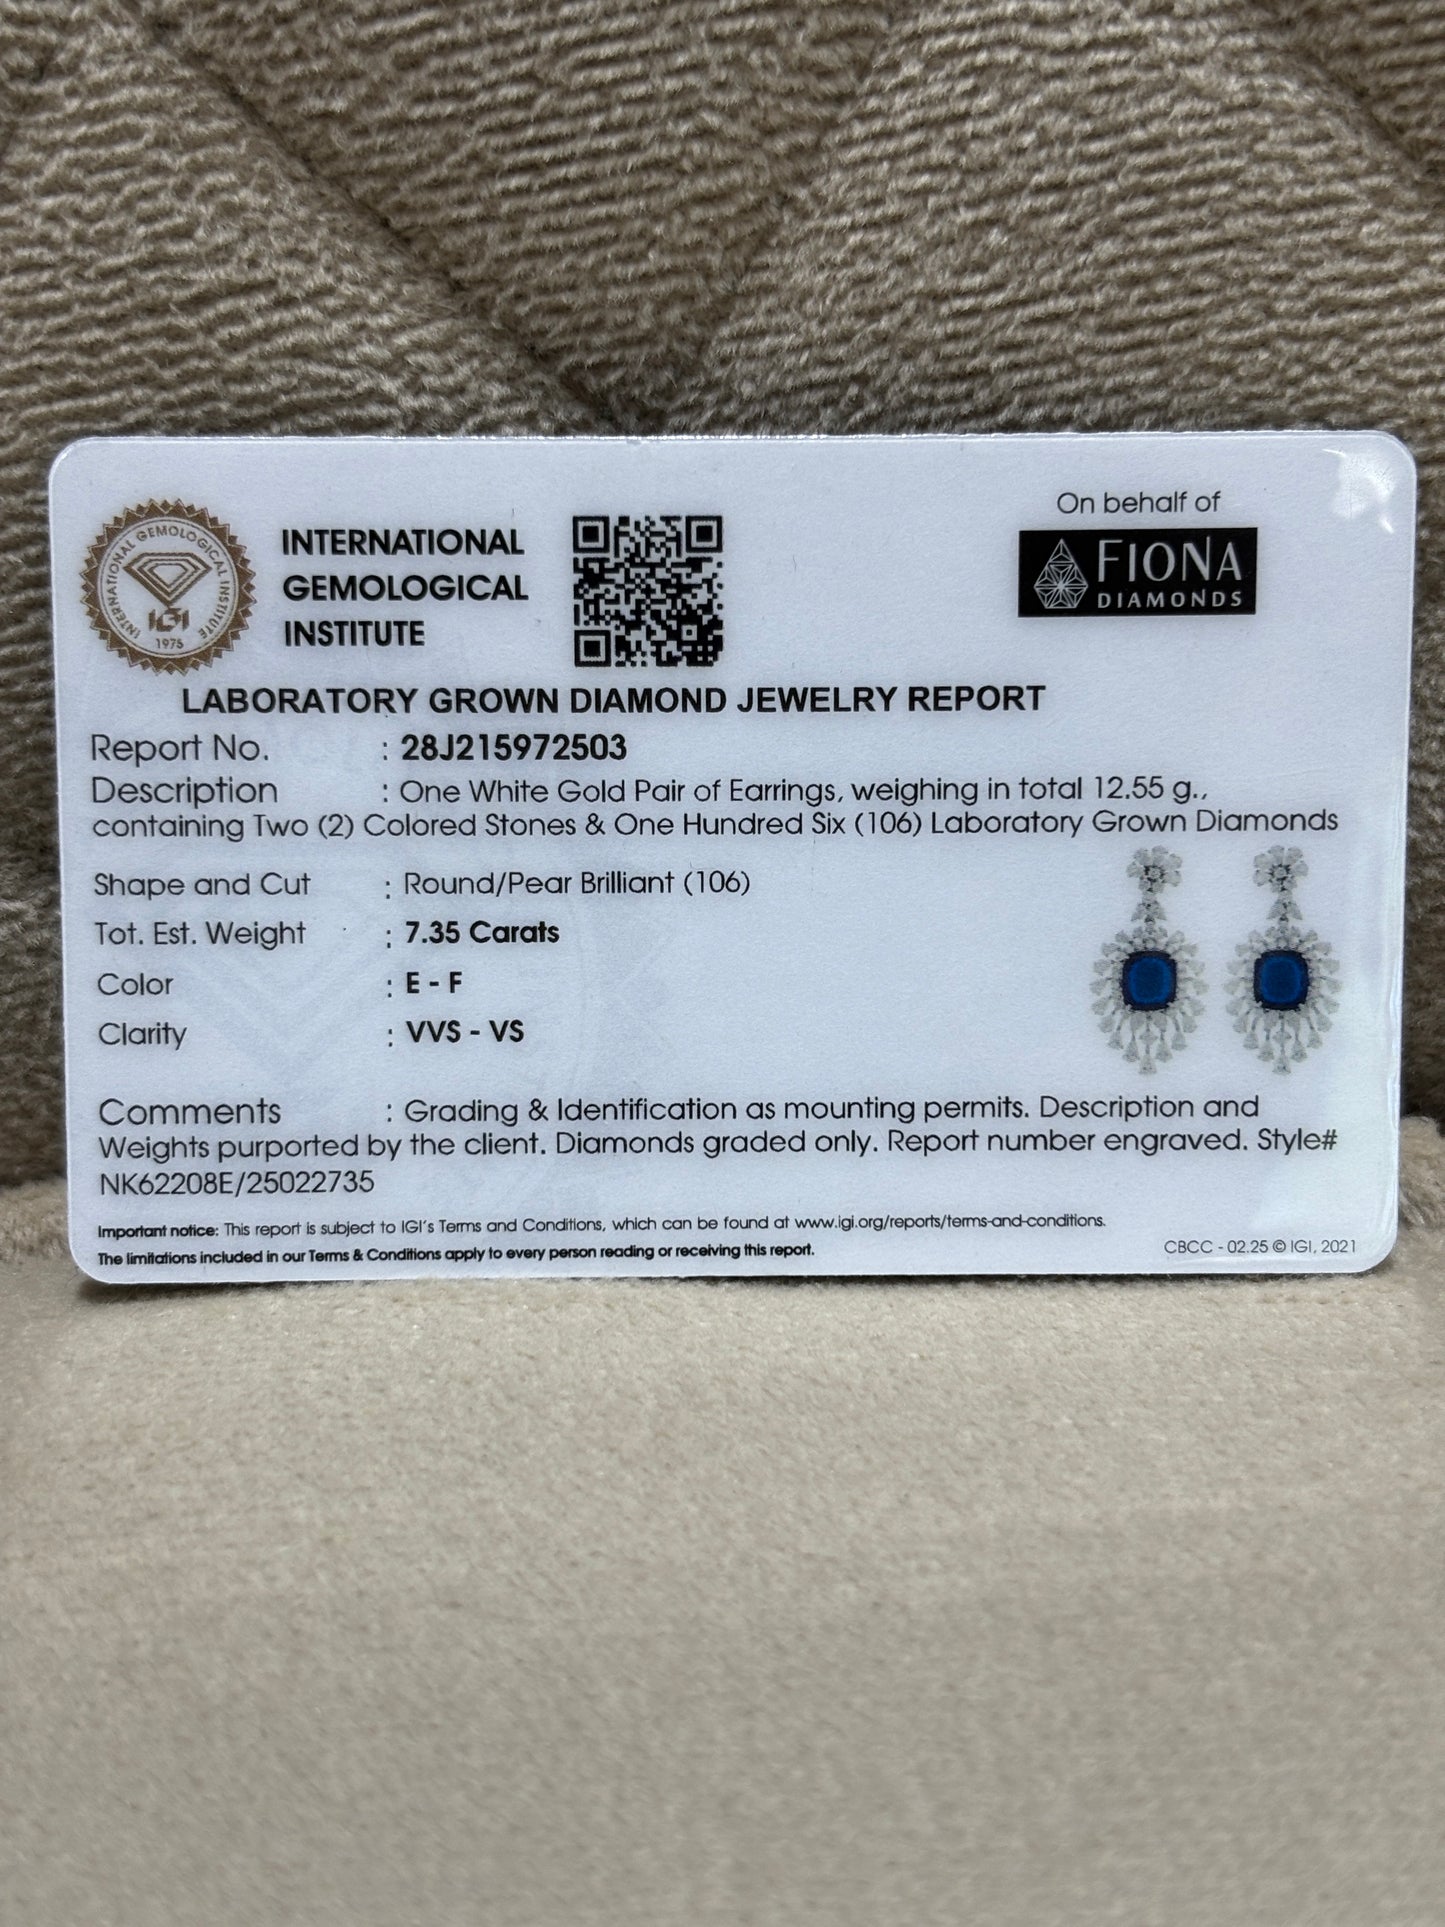 INTERNATIONAL GEMOLOGICAL INSTITUTE
IGI
1975
INTERNATIONAL
GEMOLOGICAL
INSTITUTE
On behalf of
FIONA
DIAMONDS
LABORATORY GROWN DIAMOND JEWELRY REPORT
Report No. : 28J215972503
Description : One White Gold Pair of Earrings, weighing in total 12.55 g.,
containing Two (2) Colored Stones & One Hundred Six (106) Laboratory Grown Diamonds
Shape and Cut : Round/Pear Brilliant (106)
Tot. Est. Weight : 7.35 Carats
Color : E - F
Clarity : VVS - VS
Comments : Grading & Identification as mounting permits. Description and
Weights purported by the client. Diamonds graded only. Report number engraved. Style#
NK62208E/25022735
Important notice: This report is subject to IGI's Terms and Conditions, which can be found at www.igi.org/reports/terms-and-conditions.
The limitations included in our Terms & Conditions apply to every person reading or receiving this report.
CBCC - 02.25 © IGI, 2021